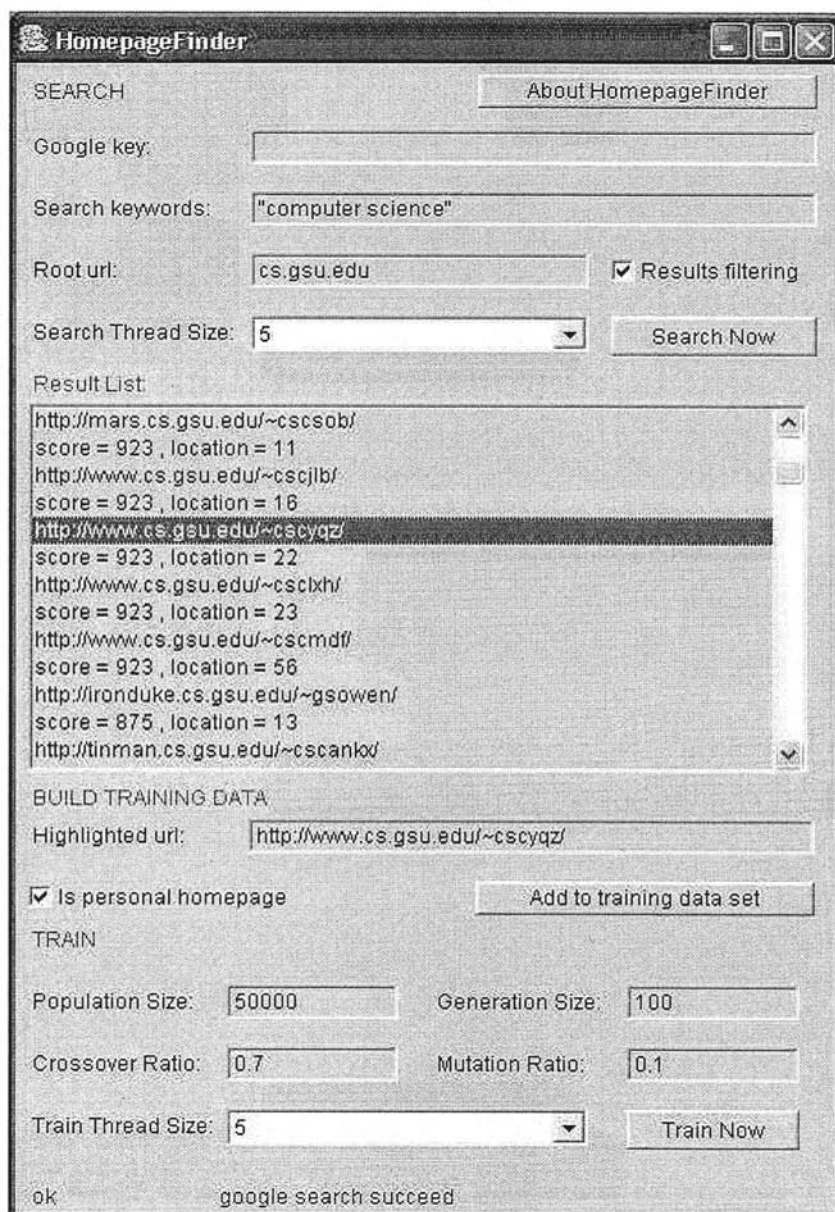 HomepageFinder
SEARCH About HomepageFinder
Google key:
Search keywords: "computer science"
Root url: cs.gsu.edu Results filtering
Search Thread Size: 5 Search Now
Result List:
http://mars.cs.gsu.edu/~cscsob/
score = 923 , location = 11
http://www.cs.gsu.edu/~cscjlb/
score = 923 , location = 16
http://www.cs.gsu.edu/~cscyqz/
score = 923 , location = 22
http://www.cs.gsu.edu/~csclxh/
score = 923 , location = 23
http://www.cs.gsu.edu/~cscmdf/
score = 923 , location = 56
http://ironduke.cs.gsu.edu/~gsowen/
score = 875 , location = 13
http://tinman.cs.gsu.edu/~cscankx/
BUILD TRAINING DATA
Highlighted url: http://www.cs.gsu.edu/~cscyqz/
Is personal homepage Add to training data set
TRAIN
Population Size: 50000 Generation Size: 100
Crossover Ratio: 0.7 Mutation Ratio: 0.1
Train Thread Size: 5 Train Now
ok google search succeed